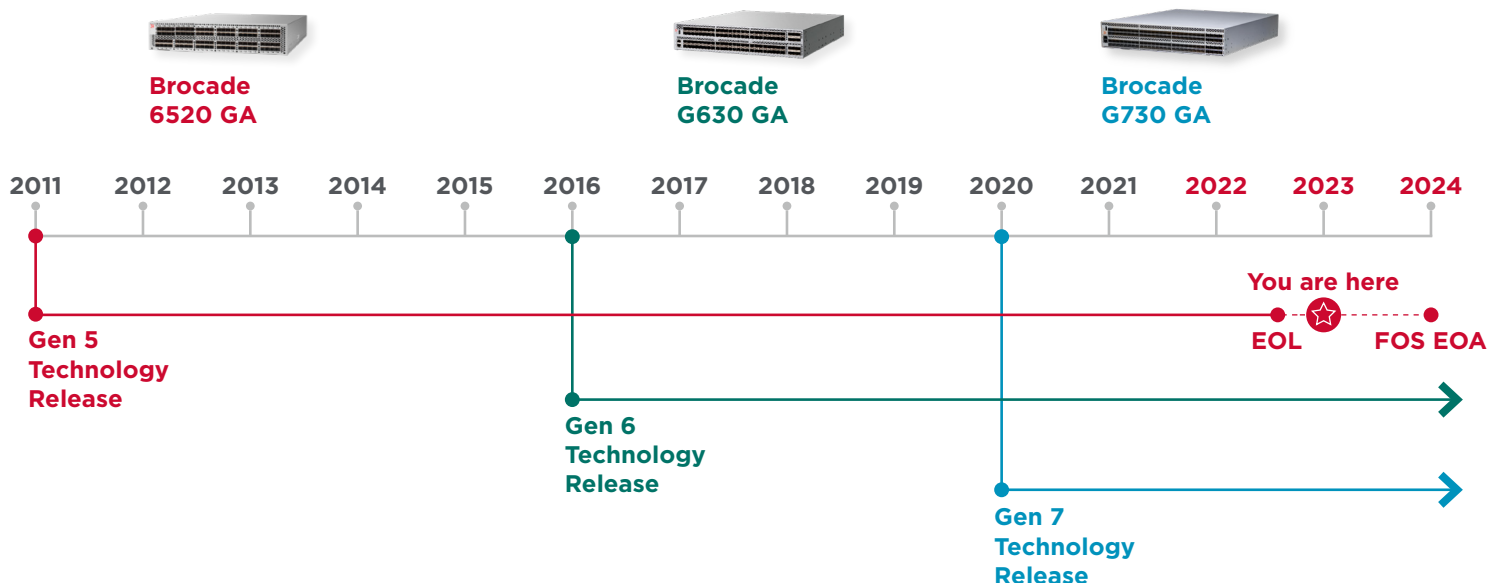 Brocade
6520 GA
Brocade
G630 GA
Brocade
G730 GA
2011 2012 2013 2014 2015 2016 2017 2018 2019 2020 2021 2022 2023 2024
You are here
EOL
FOS EOA
Gen 5
Technology
Release
Gen 6
Technology
Release
Gen 7
Technology
Release